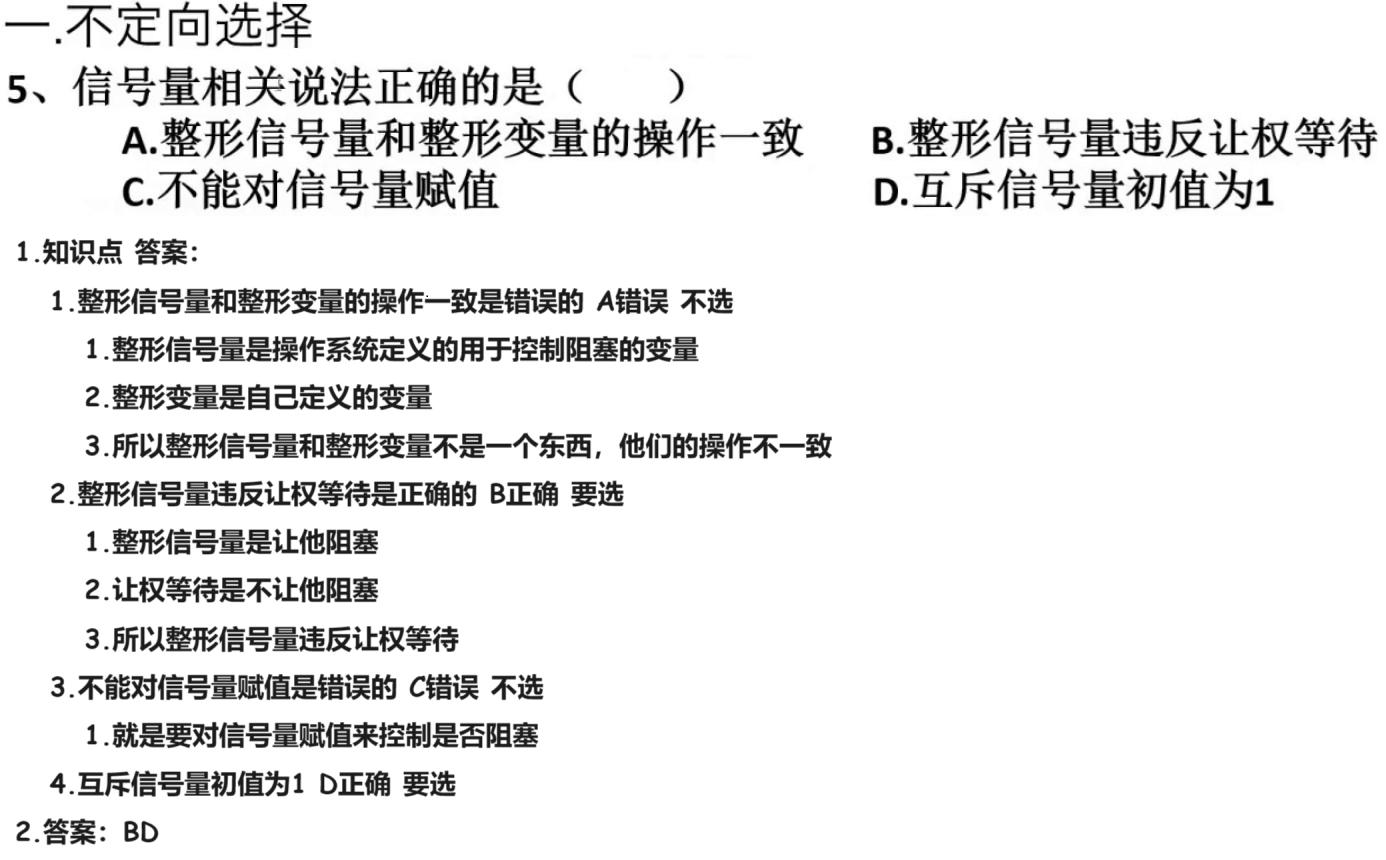 一.不定向选择
5、信号量相关说法正确的是（　　）
A.整形信号量和整形变量的操作一致　B.整形信号量违反让权等待
C.不能对信号量赋值　D.互斥信号量初值为1
1.知识点 答案：
1.整形信号量和整形变量的操作一致是错误的 A错误 不选
1.整形信号量是操作系统定义的用于控制阻塞的变量
2.整形变量是自己定义的变量
3.所以整形信号量和整形变量不是一个东西，他们的操作不一致
2.整形信号量违反让权等待是正确的 B正确 要选
1.整形信号量是让他阻塞
2.让权等待是不让他阻塞
3.所以整形信号量违反让权等待
3.不能对信号量赋值是错误的 C错误 不选
1.就是要对信号量赋值来控制是否阻塞
4.互斥信号量初值为1 D正确 要选
2.答案：BD